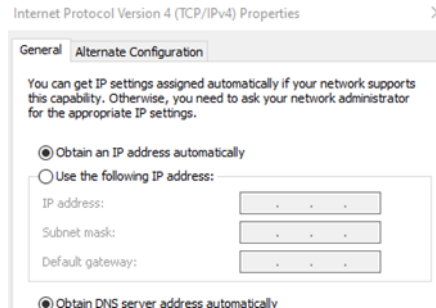 Internet Protocol Version 4 (TCP/IPv4) Properties
General Alternate Configuration
You can get IP settings assigned automatically if your network supports
this capability. Otherwise, you need to ask your network administrator
for the appropriate IP settings.
Obtain an IP address automatically
Use the following IP address:
IP address: . . .
Subnet mask: . . .
Default gateway: . . .
Obtain DNS server address automatically